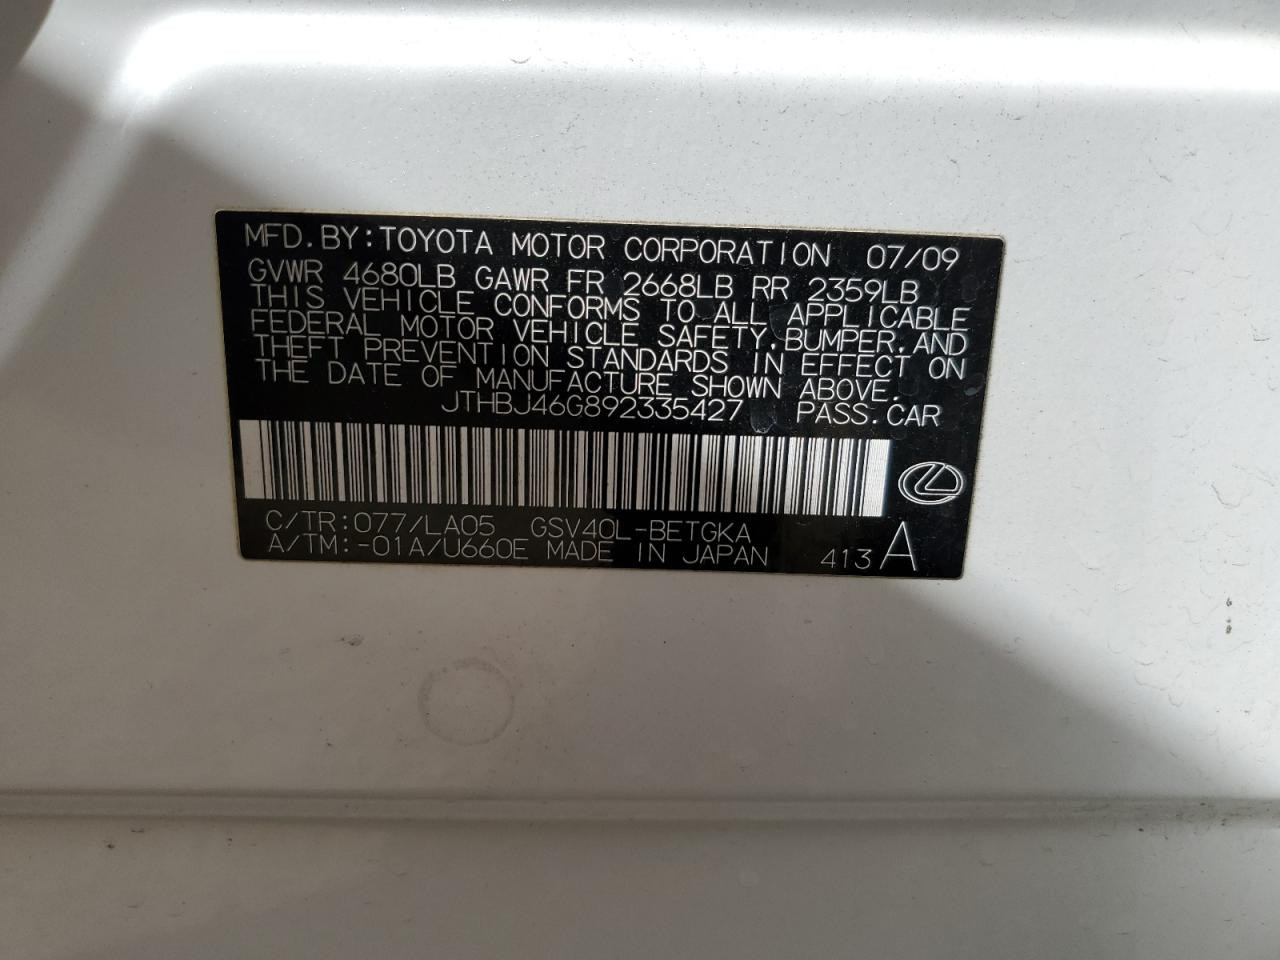 MFD.BY:TOYOTA MOTOR CORPORATION 07/09
GVWR 4680LB GAWR FR 2668LB RR 2359LB
THIS VEHICLE CONFORMS TO ALL APPLICABLE
FEDERAL MOTOR VEHICLE SAFETY,BUMPER,AND
THEFT PREVENTION STANDARDS IN EFFECT ON
THE DATE OF MANUFACTURE SHOWN ABOVE.
JTHBJ46G892335427 PASS.CAR
C/TR:077/LA05 GSV40L-BETGKA
A/TM:-01A/U660E MADE IN JAPAN 413 A